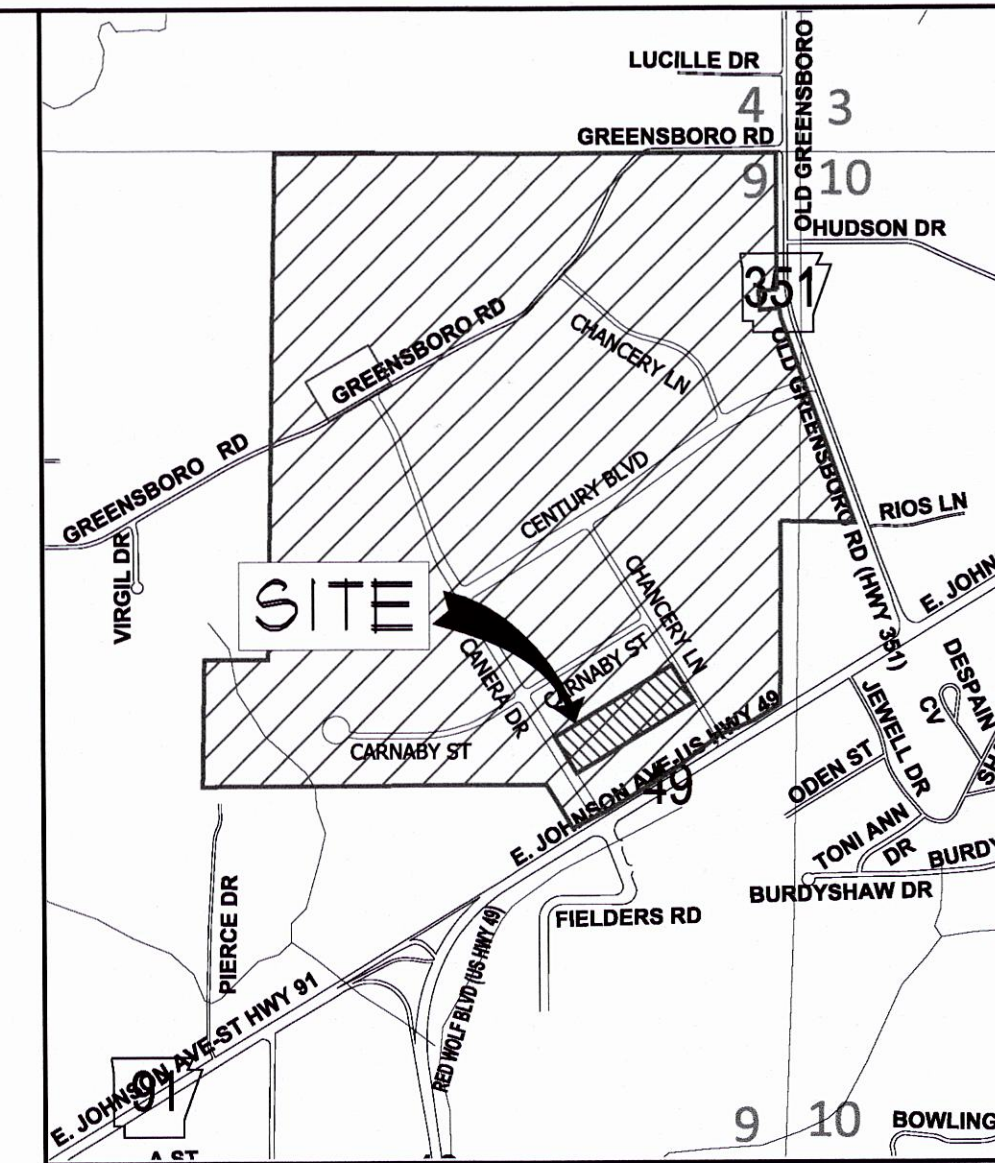 LUCILLE DR
OLD GREENSBORO
4
3
GREENSBORO RD
9
10
HUDSON DR
351
GREENSBORO RD
CHANCERY LN
OLD GREENSBORO RD (HWY 351)
GREENSBORO RD
CENTURY BLVD
RIOS LN
VIRGIL DR
SITE
CHANCERY LN
E. JOHN
CANERA DR
CARNABY ST
CARNABY ST
JEWELL DR
DESPAIN
CV
SH
E. JOHNSON AVE-US HWY 49
49
ODEN ST
TONI ANN
DR
BURDY
BURDYSHAW DR
PIERCE DR
FIELDERS RD
RED WOLF BLVD (US HWY 49)
E. JOHNSON AVE-ST HWY 91
91
9
10
BOWLING
A ST